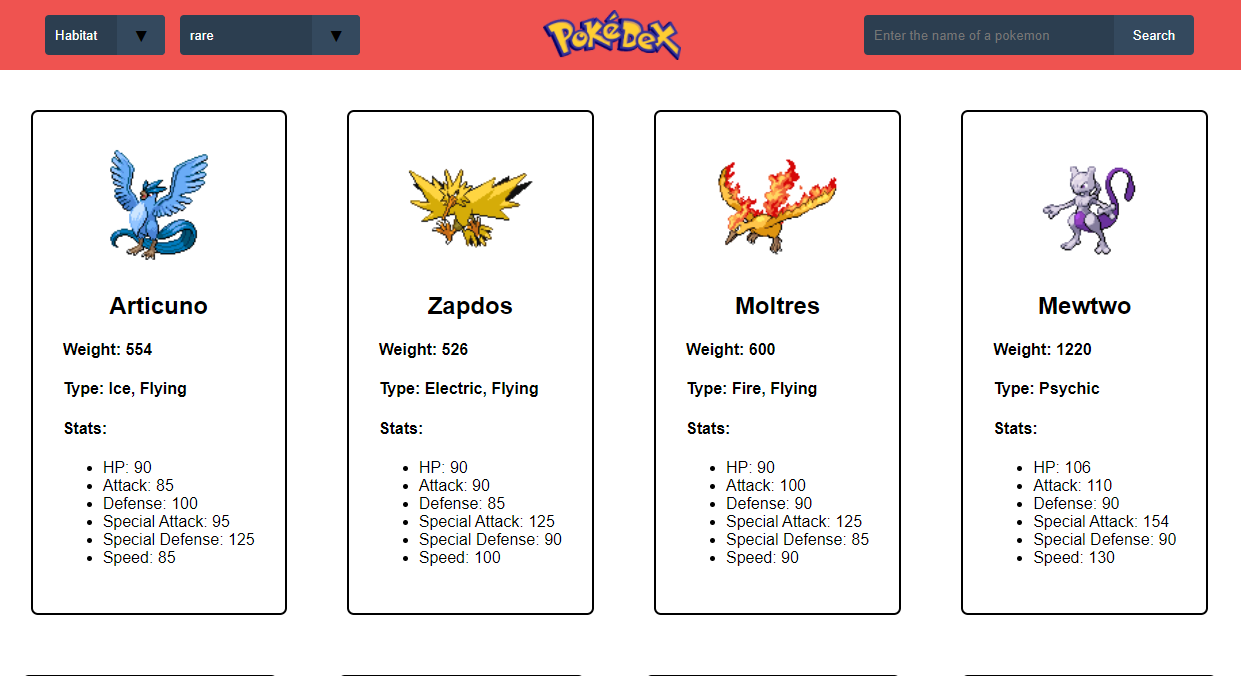 Habitat ▼ rare ▼ POKéDEX Enter the name of a pokemon Search
Articuno
Weight: 554
Type: Ice, Flying
Stats:
• HP: 90
• Attack: 85
• Defense: 100
• Special Attack: 95
• Special Defense: 125
• Speed: 85
Zapdos
Weight: 526
Type: Electric, Flying
Stats:
• HP: 90
• Attack: 90
• Defense: 85
• Special Attack: 125
• Special Defense: 90
• Speed: 100
Moltres
Weight: 600
Type: Fire, Flying
Stats:
• HP: 90
• Attack: 100
• Defense: 90
• Special Attack: 125
• Special Defense: 85
• Speed: 90
Mewtwo
Weight: 1220
Type: Psychic
Stats:
• HP: 106
• Attack: 110
• Defense: 90
• Special Attack: 154
• Special Defense: 90
• Speed: 130